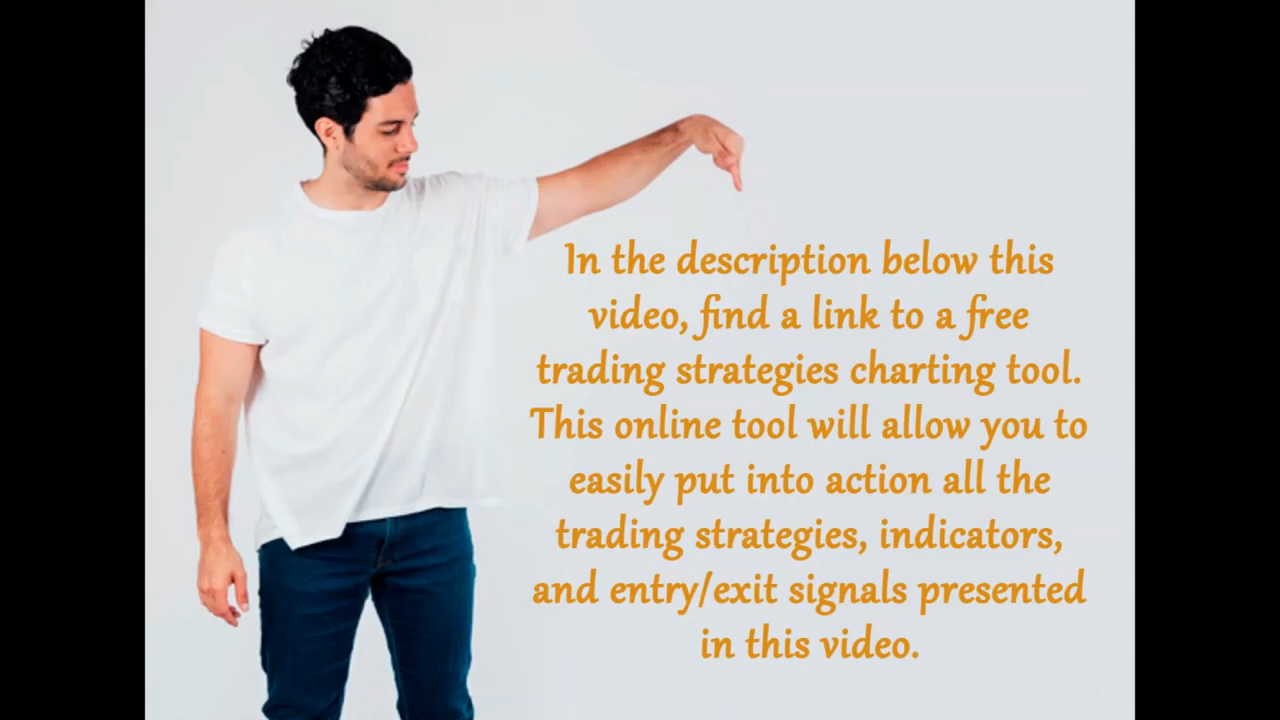 In the description below this
video, find a link to a free
trading strategies charting tool.
This online tool will allow you to
easily put into action all the
trading strategies, indicators,
and entry/exit signals presented
in this video.